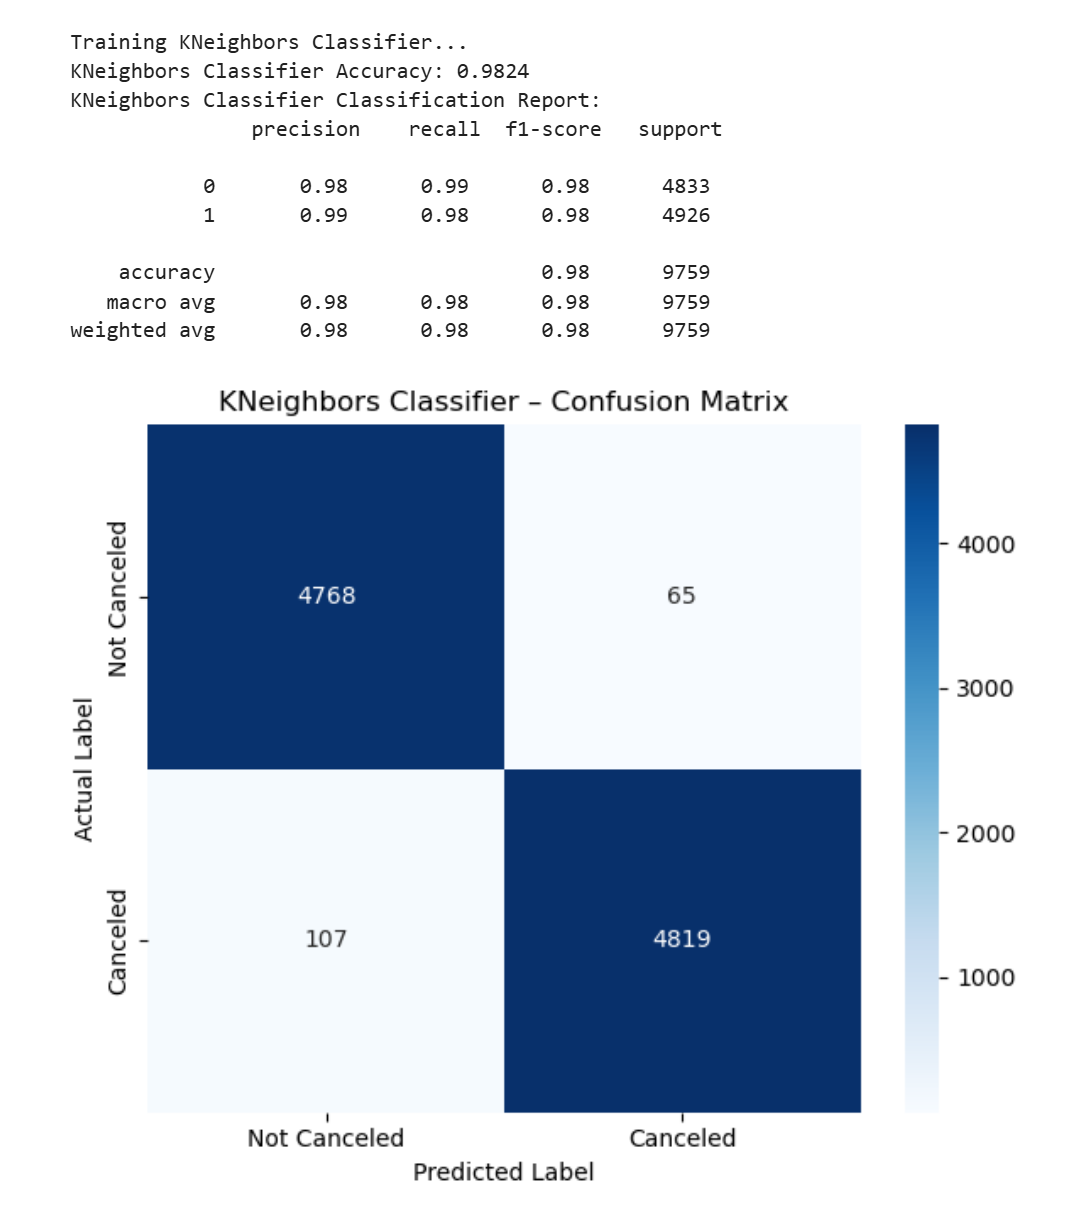 Training KNeighbors Classifier...
KNeighbors Classifier Accuracy: 0.9824
KNeighbors Classifier Classification Report:
precision recall f1-score support
0 0.98 0.99 0.98 4833
1 0.99 0.98 0.98 4926
accuracy 0.98 9759
macro avg 0.98 0.98 0.98 9759
weighted avg 0.98 0.98 0.98 9759
KNeighbors Classifier – Confusion Matrix
Actual Label
Not Canceled
Canceled
4768 65
107 4819
Not Canceled Canceled
Predicted Label
4000
3000
2000
1000